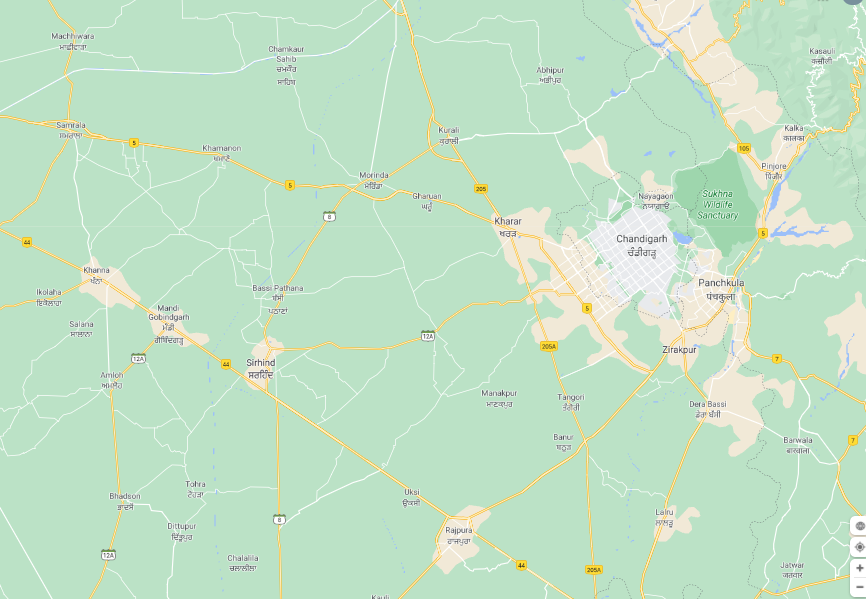 Machhiwara
ਮਾਛੀਵਾੜਾ
Chamkaur
Sahib
ਚਮਕੌਰ
ਸਾਹਿਬ
Kasauli
ਕਸੌਲੀ
Abhipur
ਅਭੀਪੁਰ
Samrala
ਸਮਰਾਲਾ
5
Khamanon
ਖਮਾਣੋਂ
Kurali
ਕੁਰਾਲੀ
Kalka
ਕਾਲਕਾ
105
Pinjore
ਪਿੰਜੌਰ
Morinda
ਮੋਰਿੰਡਾ
5
205
Gharuan
ਘੜੂੰ
Nayagaon
ਨਯਾਗਾਓਂ
Sukhna
Wildlife
Sanctuary
8
Kharar
ਖਰੜ
5
44
Chandigarh
ਚੰਡੀਗੜ੍ਹ
Khanna
ਖੰਨਾ
Panchkula
ਪੰਚਕੂਲਾ
Ikolaha
ਇਕੋਲਾਹਾ
Bassi Pathana
ਬੱਸੀ
ਪਠਾਣਾਂ
Mandi
Gobindgarh
ਮੰਡੀ
ਗੋਬਿੰਦਗੜ੍ਹ
5
Salana
ਸਾਲਾਨਾ
12A
205A
Zirakpur
12A
44
Sirhind
ਸਰਹਿੰਦ
7
Amloh
ਅਮਲੋਹ
Manakpur
ਮਾਣਕਪੁਰ
Tangori
ਤੰਗੋਰੀ
Dera Bassi
ਡੇਰਾ ਬੱਸੀ
Banur
ਬਨੂੜ
Barwala
ਬਰਵਾਲਾ
7
Tohra
ਟੋਹੜਾ
Bhadson
ਭਾਦਸੋਂ
Uksi
ਉਕਸੀ
Dittupur
ਦਿੱਤੂਪੁਰ
8
Lalru
ਲਾਲੜੂ
Rajpura
ਰਾਜਪੁਰਾ
12A
Chalailla
ਚਲਾਈਲਾ
44
205A
Jatwar
ਜਟਵਾੜ
Kauli